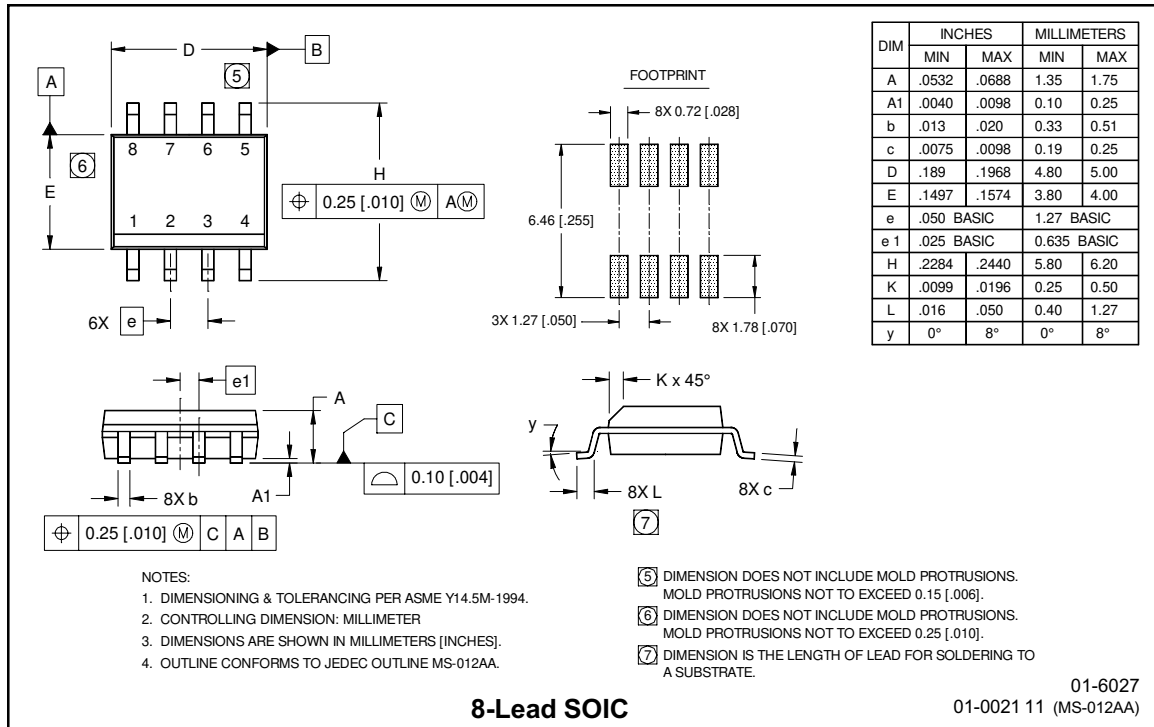 D
B
5
A
8 7 6 5
6
E
H
⌖ 0.25 [.010] Ⓜ AⓂ
1 2 3 4
6X e
FOOTPRINT
8X 0.72 [.028]
6.46 [.255]
3X 1.27 [.050]
8X 1.78 [.070]
DIM INCHES MILLIMETERS
MIN MAX MIN MAX
A .0532 .0688 1.35 1.75
A1 .0040 .0098 0.10 0.25
b .013 .020 0.33 0.51
c .0075 .0098 0.19 0.25
D .189 .1968 4.80 5.00
E .1497 .1574 3.80 4.00
e .050 BASIC 1.27 BASIC
e 1 .025 BASIC 0.635 BASIC
H .2284 .2440 5.80 6.20
K .0099 .0196 0.25 0.50
L .016 .050 0.40 1.27
y 0° 8° 0° 8°
e1
A
C
⌓ 0.10 [.004]
8X b
A1
⌖ 0.25 [.010] Ⓜ C A B
K x 45°
y
8X L
8X c
7
NOTES:
1. DIMENSIONING & TOLERANCING PER ASME Y14.5M-1994.
2. CONTROLLING DIMENSION: MILLIMETER
3. DIMENSIONS ARE SHOWN IN MILLIMETERS [INCHES].
4. OUTLINE CONFORMS TO JEDEC OUTLINE MS-012AA.
5 DIMENSION DOES NOT INCLUDE MOLD PROTRUSIONS.
MOLD PROTRUSIONS NOT TO EXCEED 0.15 [.006].
6 DIMENSION DOES NOT INCLUDE MOLD PROTRUSIONS.
MOLD PROTRUSIONS NOT TO EXCEED 0.25 [.010].
7 DIMENSION IS THE LENGTH OF LEAD FOR SOLDERING TO
A SUBSTRATE.
8-Lead SOIC
01-6027
01-0021 11 (MS-012AA)